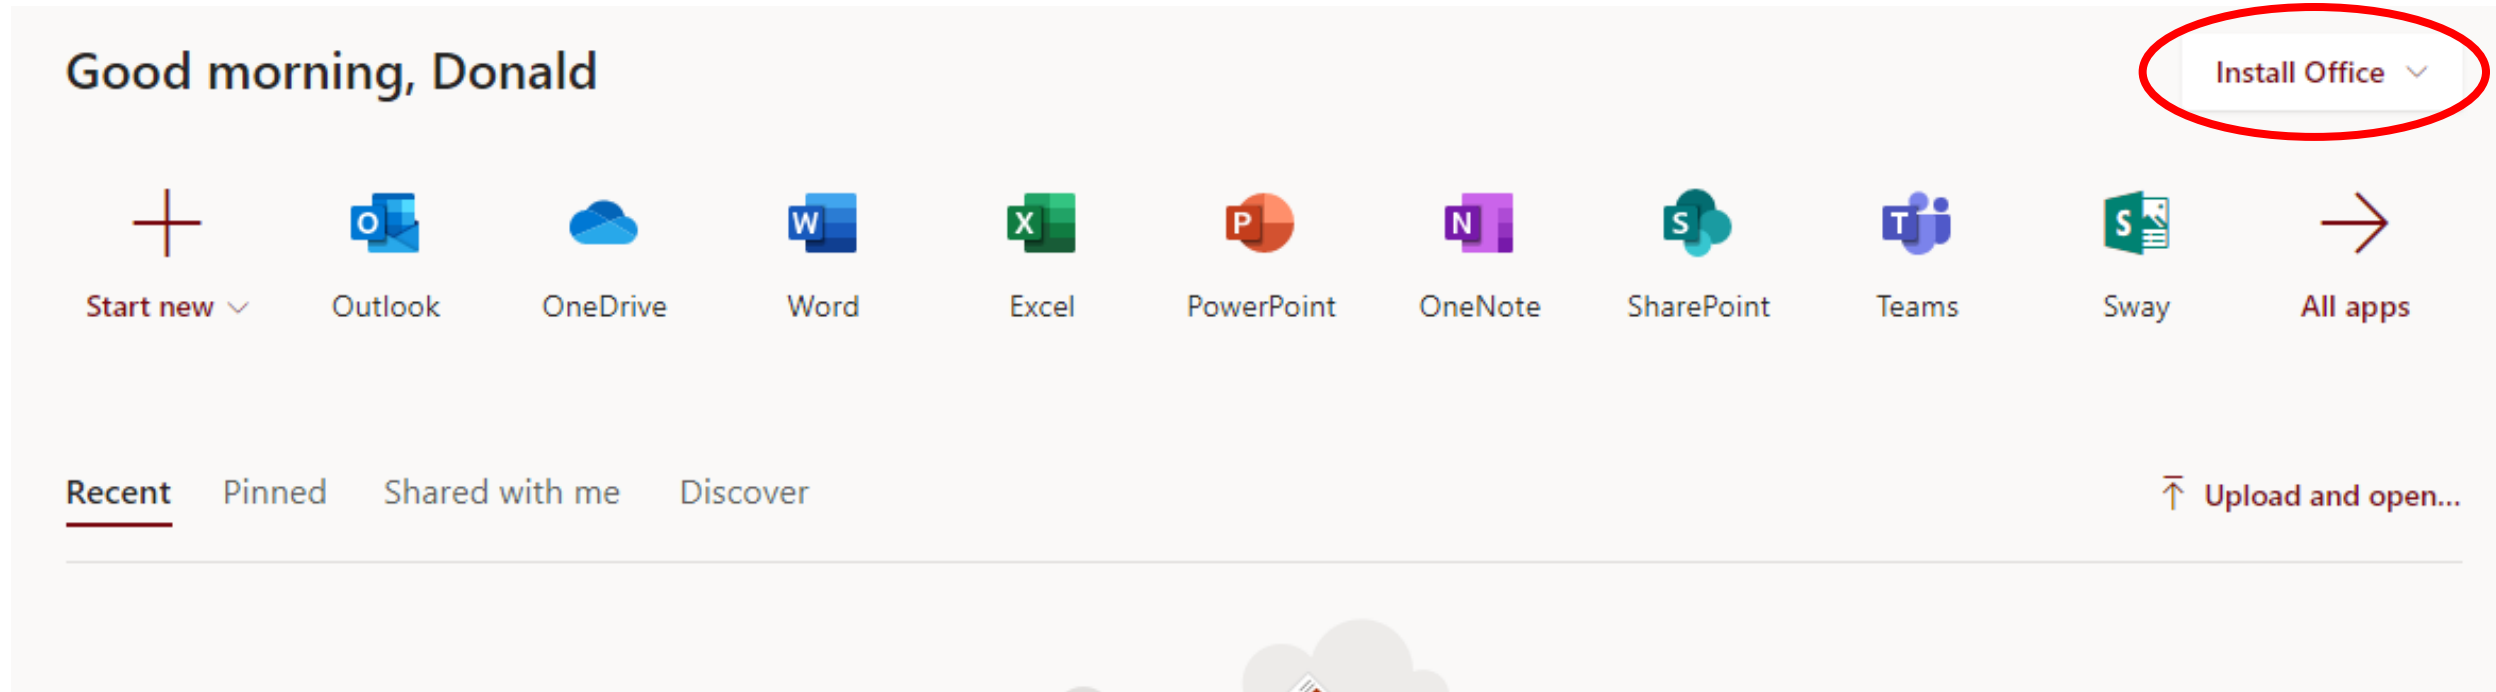 Good morning, Donald
Install Office
Start new
Outlook
OneDrive
Word
Excel
PowerPoint
OneNote
SharePoint
Teams
Sway
All apps
Recent Pinned Shared with me Discover
Upload and open...
O
W
X
P
N
S
T
S